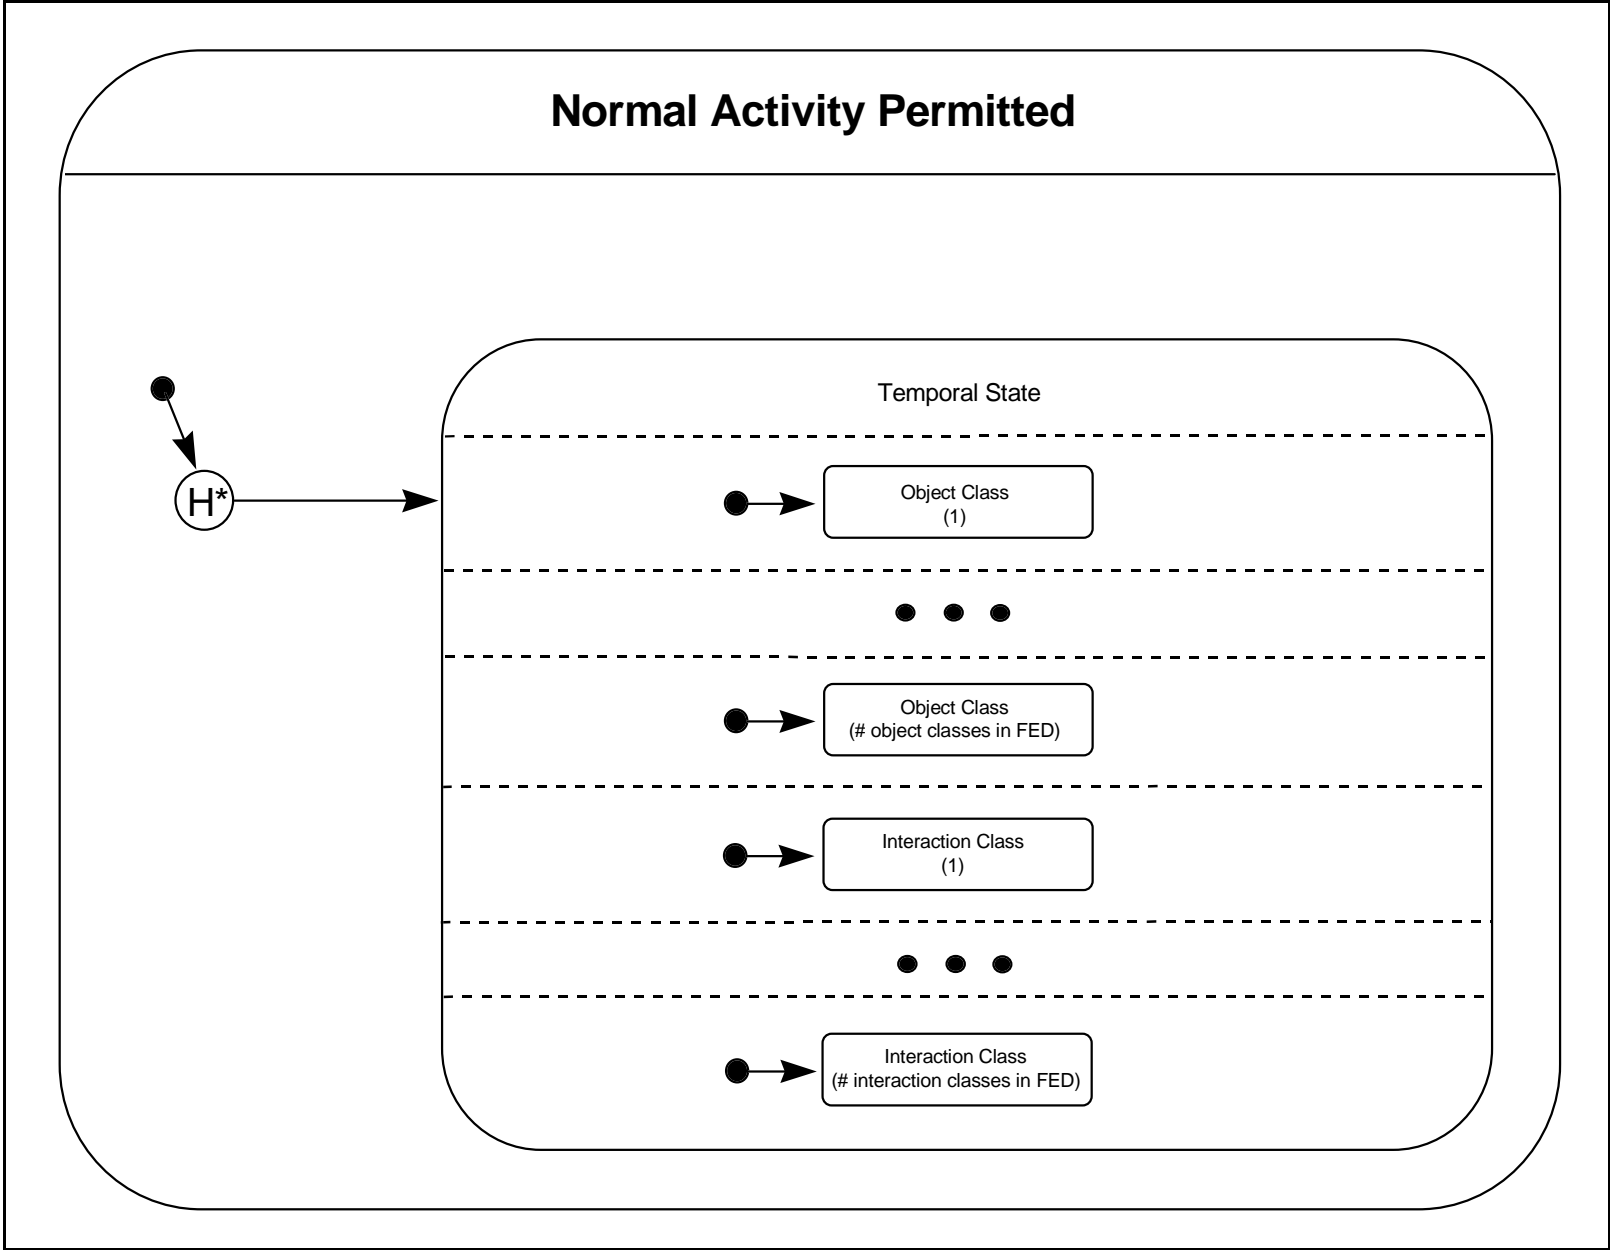 Normal Activity Permitted
Temporal State
H*
Object Class
(1)
Object Class
(# object classes in FED)
Interaction Class
(1)
Interaction Class
(# interaction classes in FED)